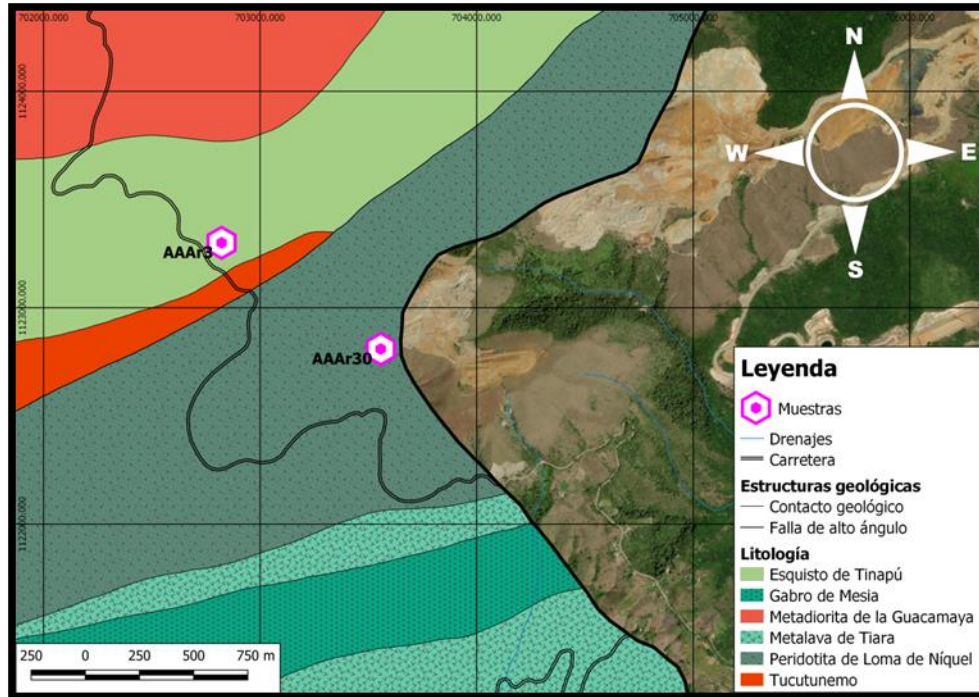 702000.000 703000.000 704000.000 705000.000 706000.000
1124000.000
1123000.000
1122000.000
N
W E
S
AAAr3
AAAr30
Leyenda
Muestras
Drenajes
Carretera
Estructuras geológicas
Contacto geológico
Falla de alto ángulo
Litología
Esquisto de Tinapú
Gabro de Mesia
Metadiorita de la Guacamaya
Metalava de Tiara
Peridotita de Loma de Níquel
Tucutunemo
250 0 250 500 750 m